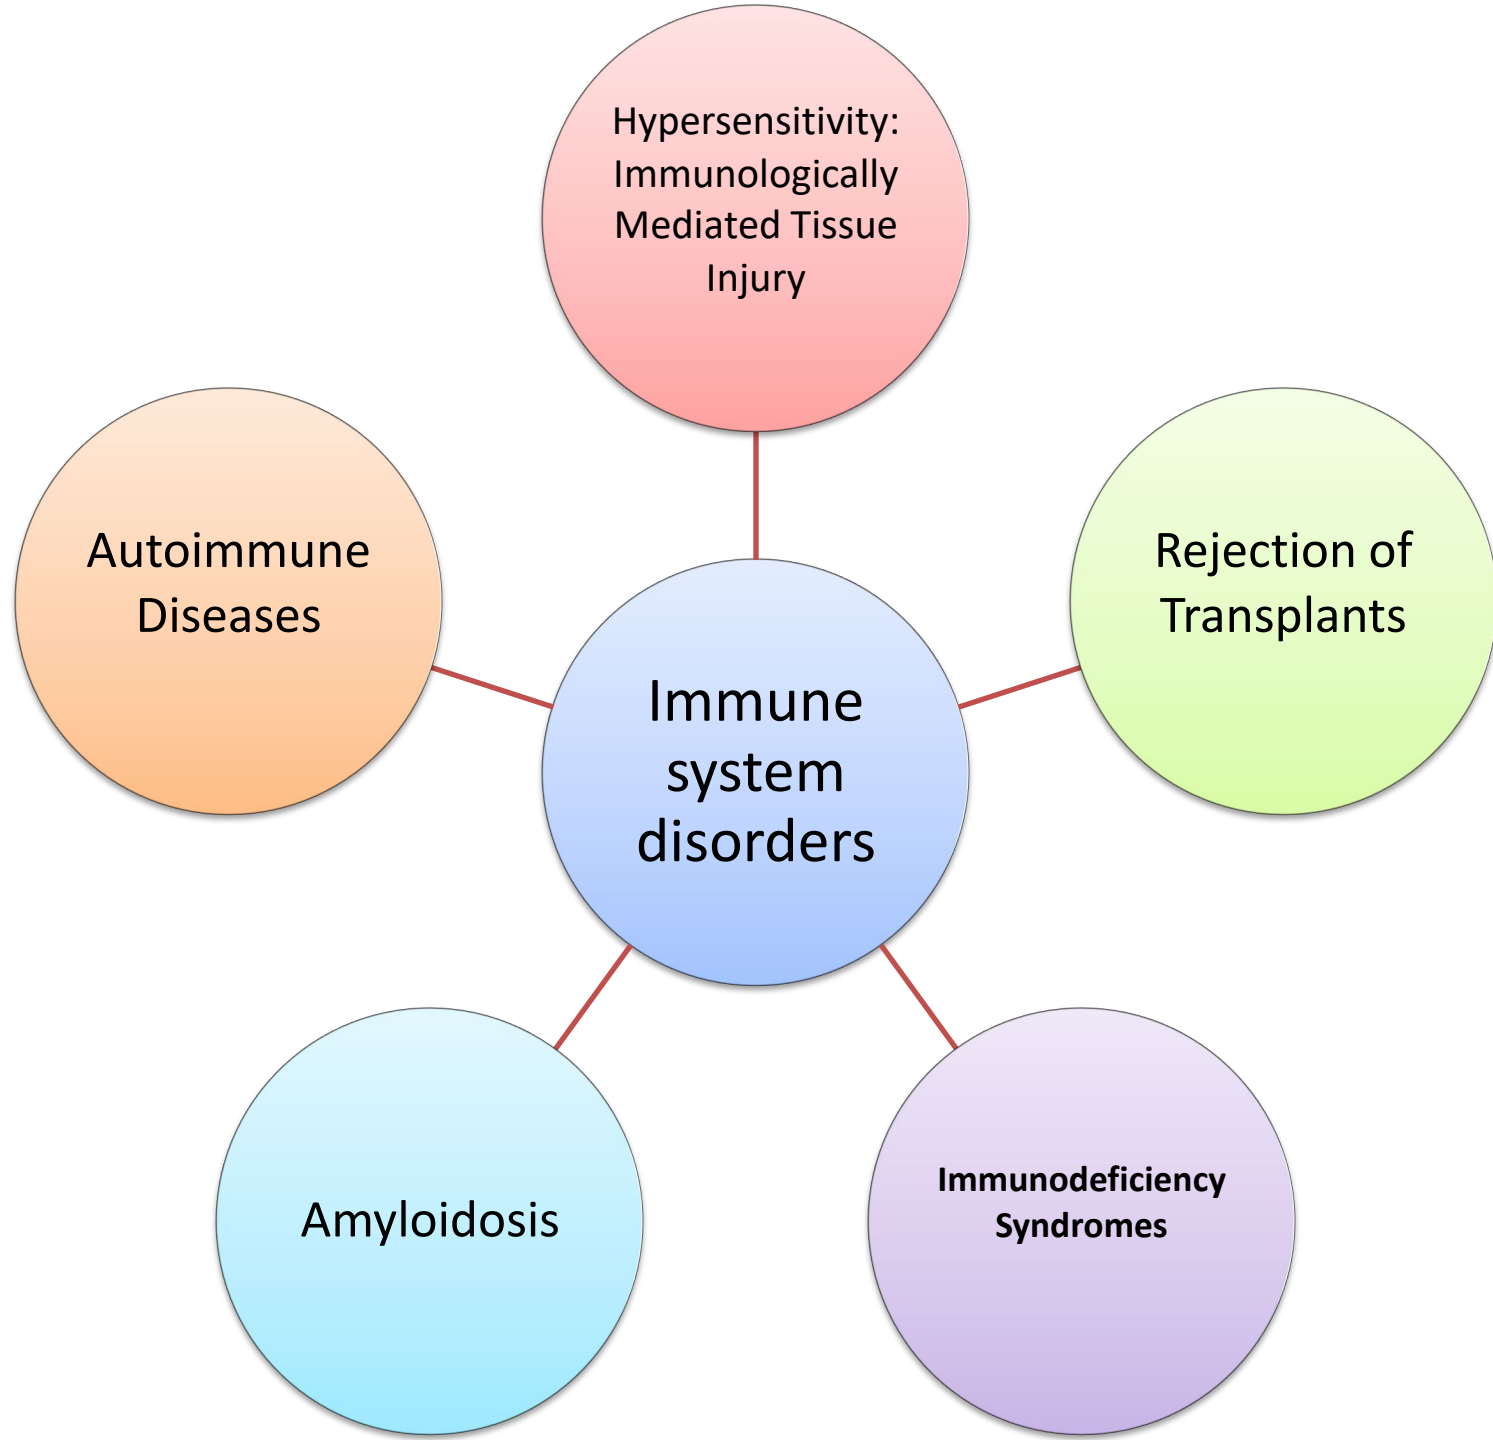 Hypersensitivity:
Immunologically
Mediated Tissue
Injury
Autoimmune
Diseases
Rejection of
Transplants
Immune
system
disorders
Amyloidosis
Immunodeficiency
Syndromes